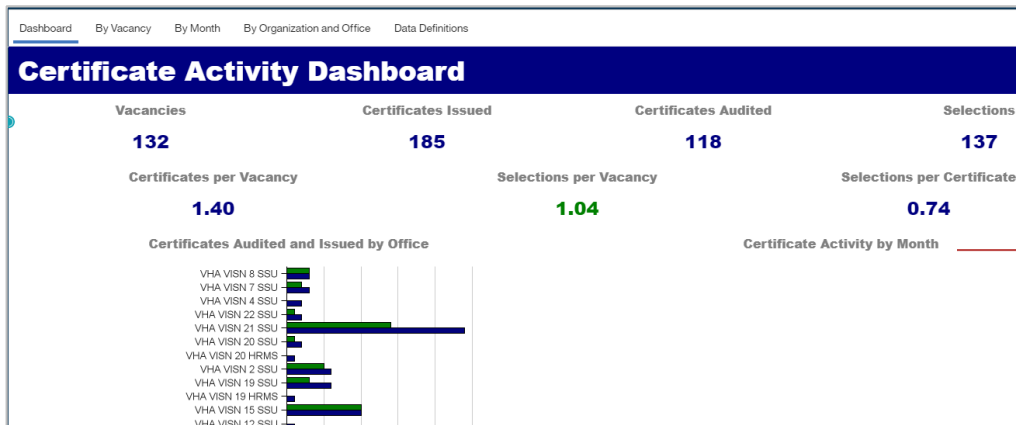 Dashboard By Vacancy By Month By Organization and Office Data Definitions
Certificate Activity Dashboard
Vacancies Certificates Issued Certificates Audited Selections
132 185 118 137
Certificates per Vacancy Selections per Vacancy Selections per Certificate
1.40 1.04 0.74
Certificates Audited and Issued by Office Certificate Activity by Month
VHA VISN 8 SSU
VHA VISN 7 SSU
VHA VISN 4 SSU
VHA VISN 22 SSU
VHA VISN 21 SSU
VHA VISN 20 SSU
VHA VISN 20 HRMS
VHA VISN 2 SSU
VHA VISN 19 SSU
VHA VISN 19 HRMS
VHA VISN 15 SSU
VHA VISN 12 SSU